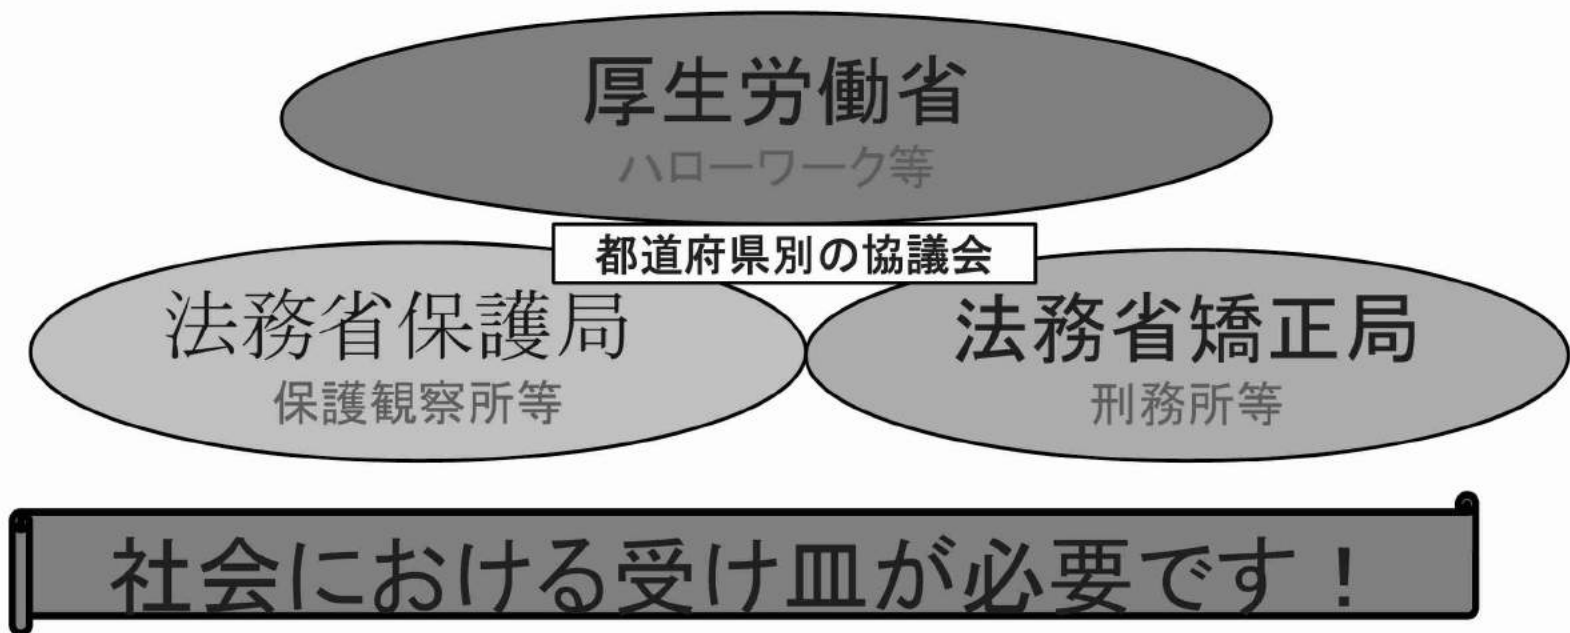 厚生労働省
ハローワーク等
都道府県別の協議会
法務省保護局
保護観察所等
法務省矯正局
刑務所等
社会における受け皿が必要です！